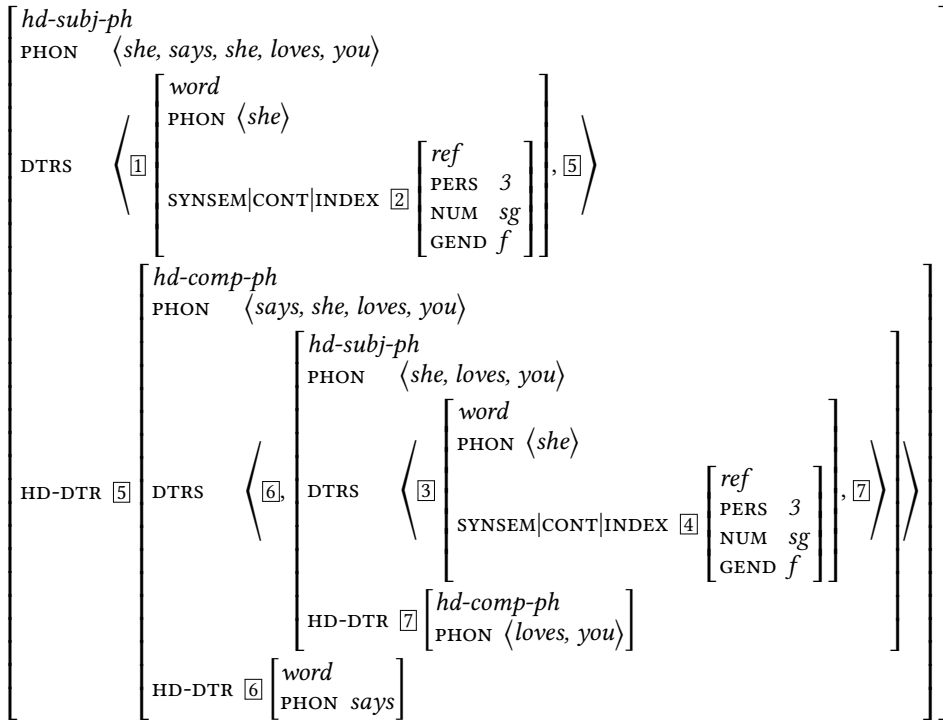 hd-subj-ph
PHON ⟨she, says, she, loves, you⟩
word
PHON ⟨she⟩
DTRS ⟨ 1 SYNSEM|CONT|INDEX 2 , 5 ⟩
ref
PERS 3
NUM sg
GEND f
hd-comp-ph
PHON ⟨says, she, loves, you⟩
hd-subj-ph
PHON ⟨she, loves, you⟩
word
PHON ⟨she⟩
HD-DTR 5 DTRS ⟨ 6 , DTRS ⟨ 3 SYNSEM|CONT|INDEX 4 , 7 ⟩ ⟩
ref
PERS 3
NUM sg
GEND f
HD-DTR 7 hd-comp-ph
PHON ⟨loves, you⟩
HD-DTR 6 word
PHON says